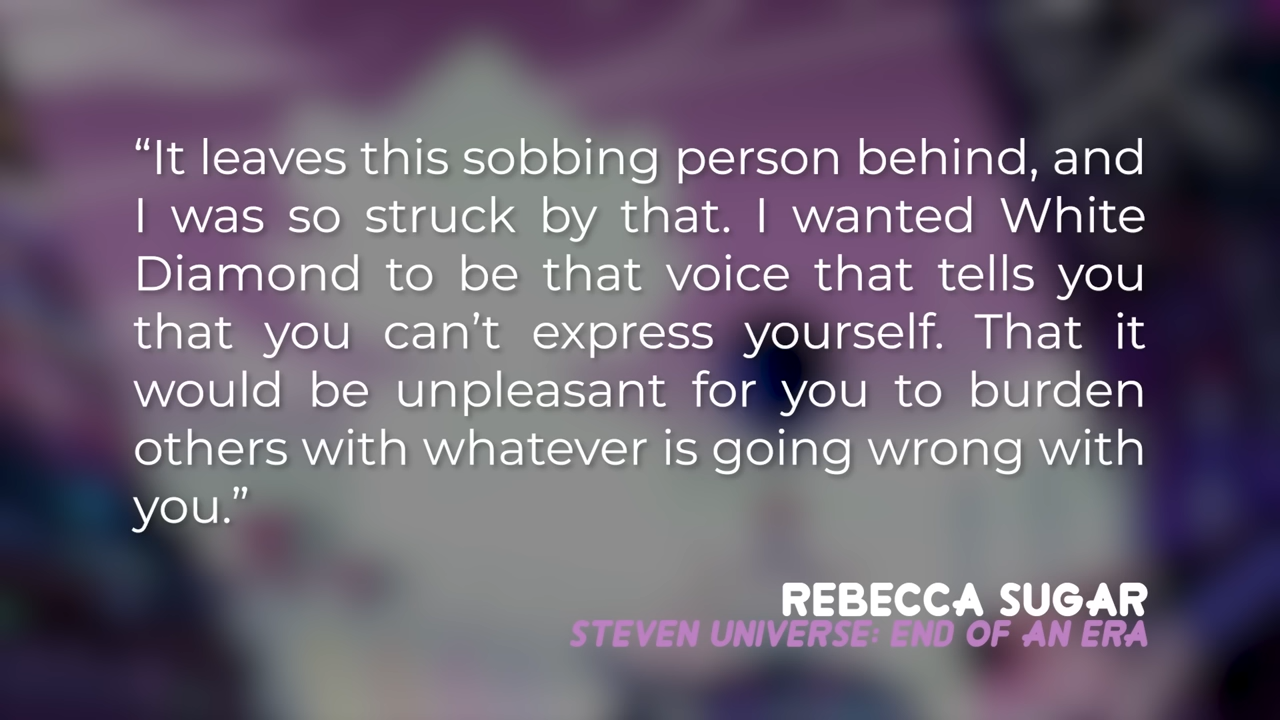 “It leaves this sobbing person behind, and
I was so struck by that. I wanted White
Diamond to be that voice that tells you
that you can’t express yourself. That it
would be unpleasant for you to burden
others with whatever is going wrong with
you.”
REBECCA SUGAR
STEVEN UNIVERSE: END OF AN ERA